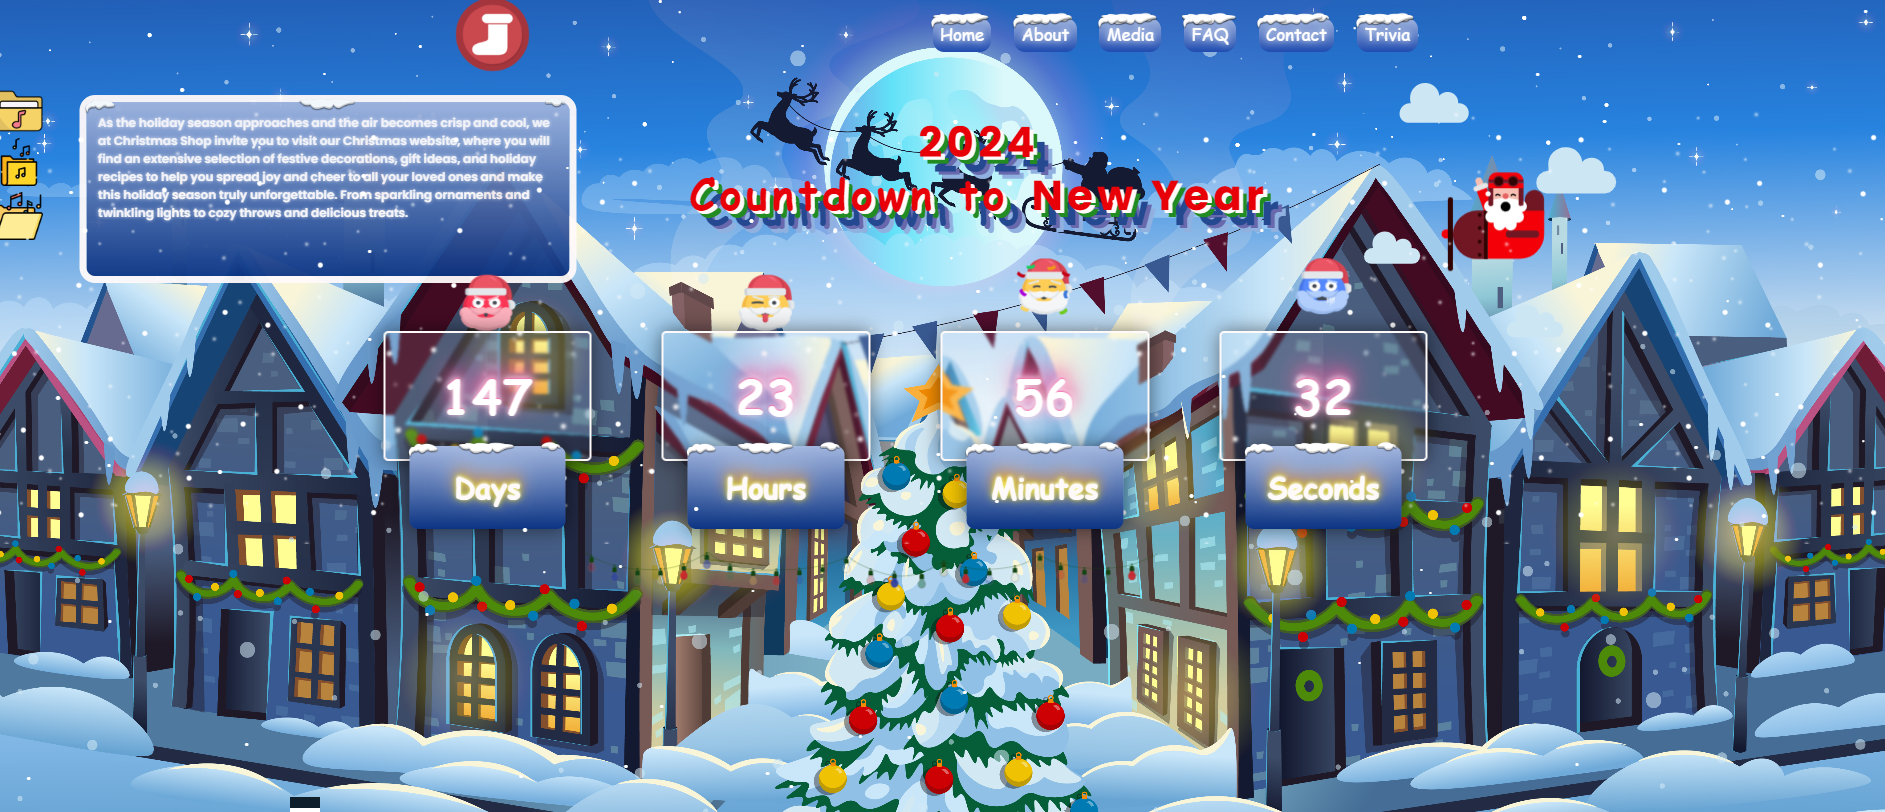 Home
About
Media
FAQ
Contact
Trivia
As the holiday season approaches and the air becomes crisp and cool, we
at Christmas Shop invite you to visit our Christmas website, where you will
find an extensive selection of festive decorations, gift ideas, and holiday
recipes to help you spread joy and cheer to all your loved ones and make
this holiday season truly unforgettable. From sparkling ornaments and
twinkling lights to cozy throws and delicious treats.
2024
Countdown to New Year
147
23
56
32
Days
Hours
Minutes
Seconds